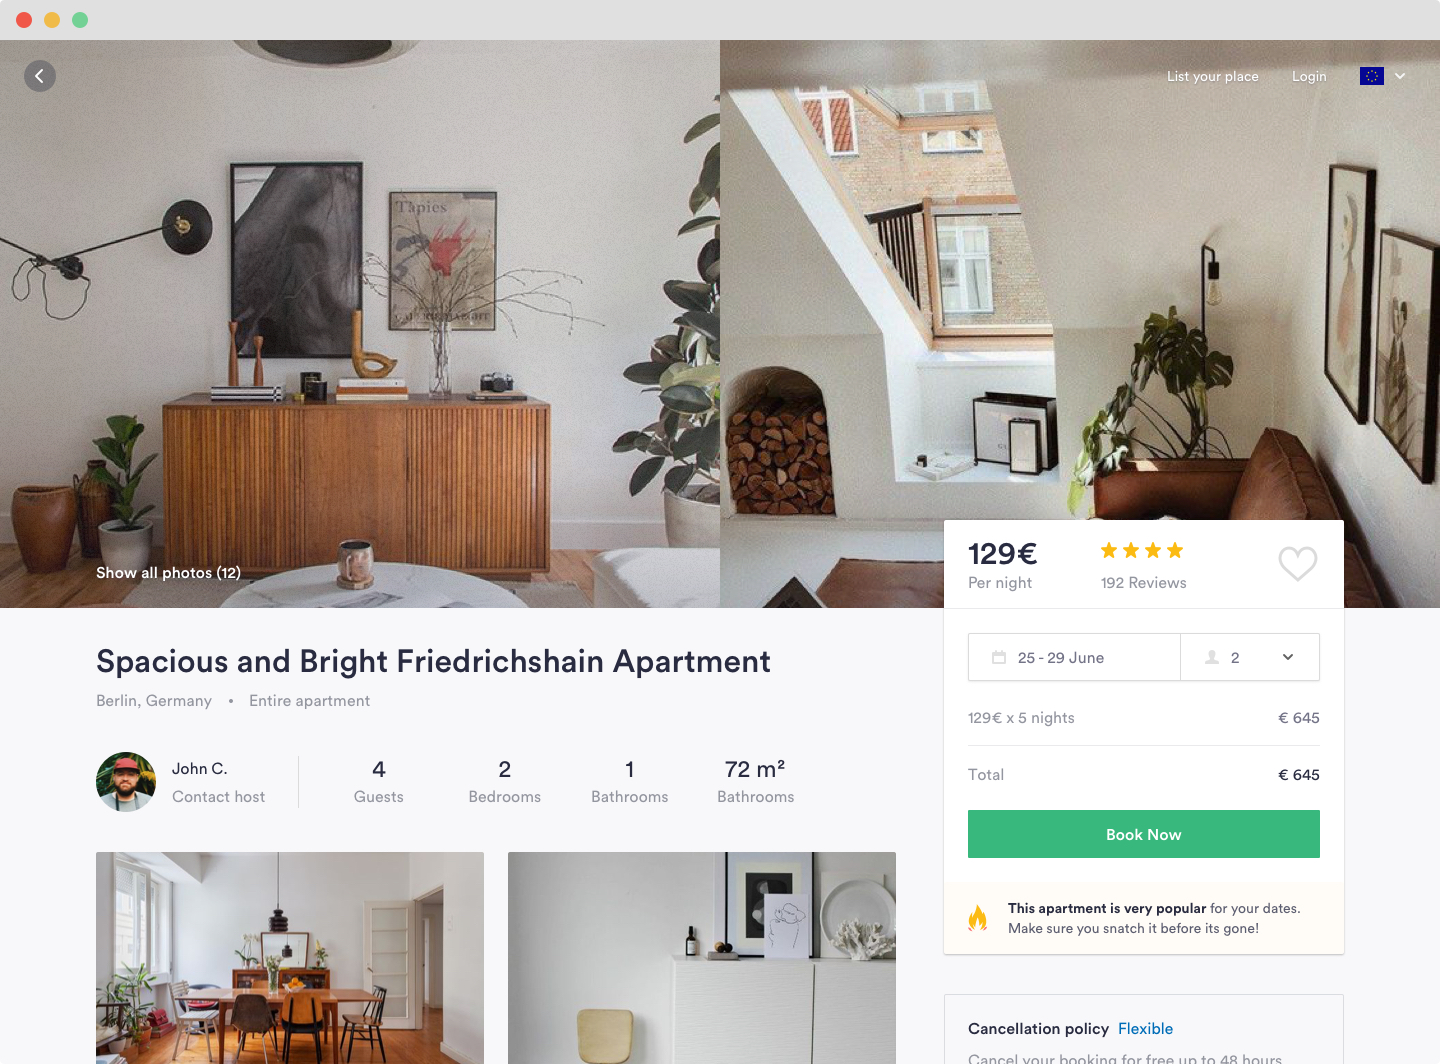 List your place
Login
Tàpies
Show all photos (12)
129€
Per night
192 Reviews
Spacious and Bright Friedrichshain Apartment
Berlin, Germany • Entire apartment
25 - 29 June
2
129€ x 5 nights
€ 645
Total
€ 645
Book Now
This apartment is very popular for your dates.
Make sure you snatch it before its gone!
John C.
Contact host
4
Guests
2
Bedrooms
1
Bathrooms
72 m²
Bathrooms
Cancellation policy Flexible
Cancel your booking for free up to 48 hours